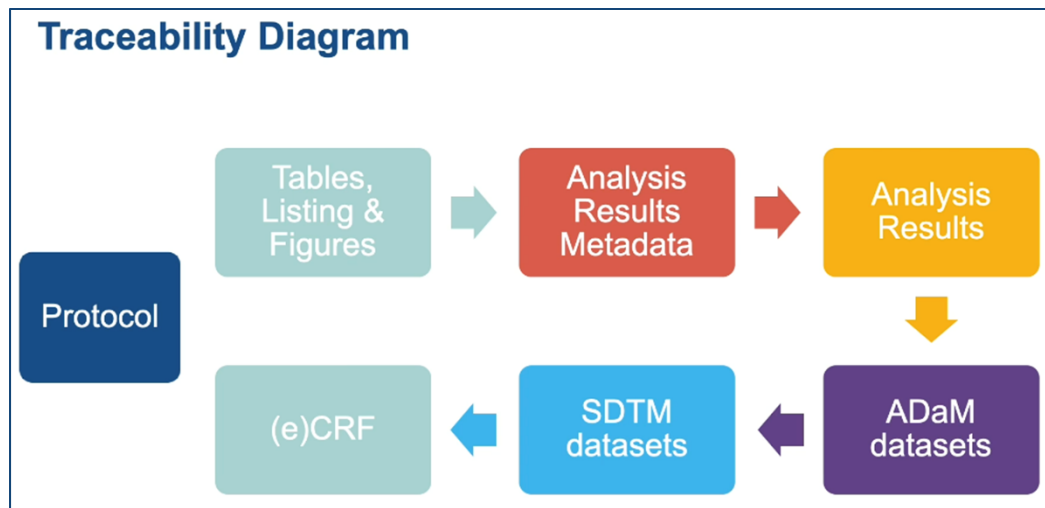 Traceability Diagram
Tables,
Listing &
Figures
Analysis
Results
Metadata
Analysis
Results
Protocol
(e)CRF
SDTM
datasets
ADaM
datasets